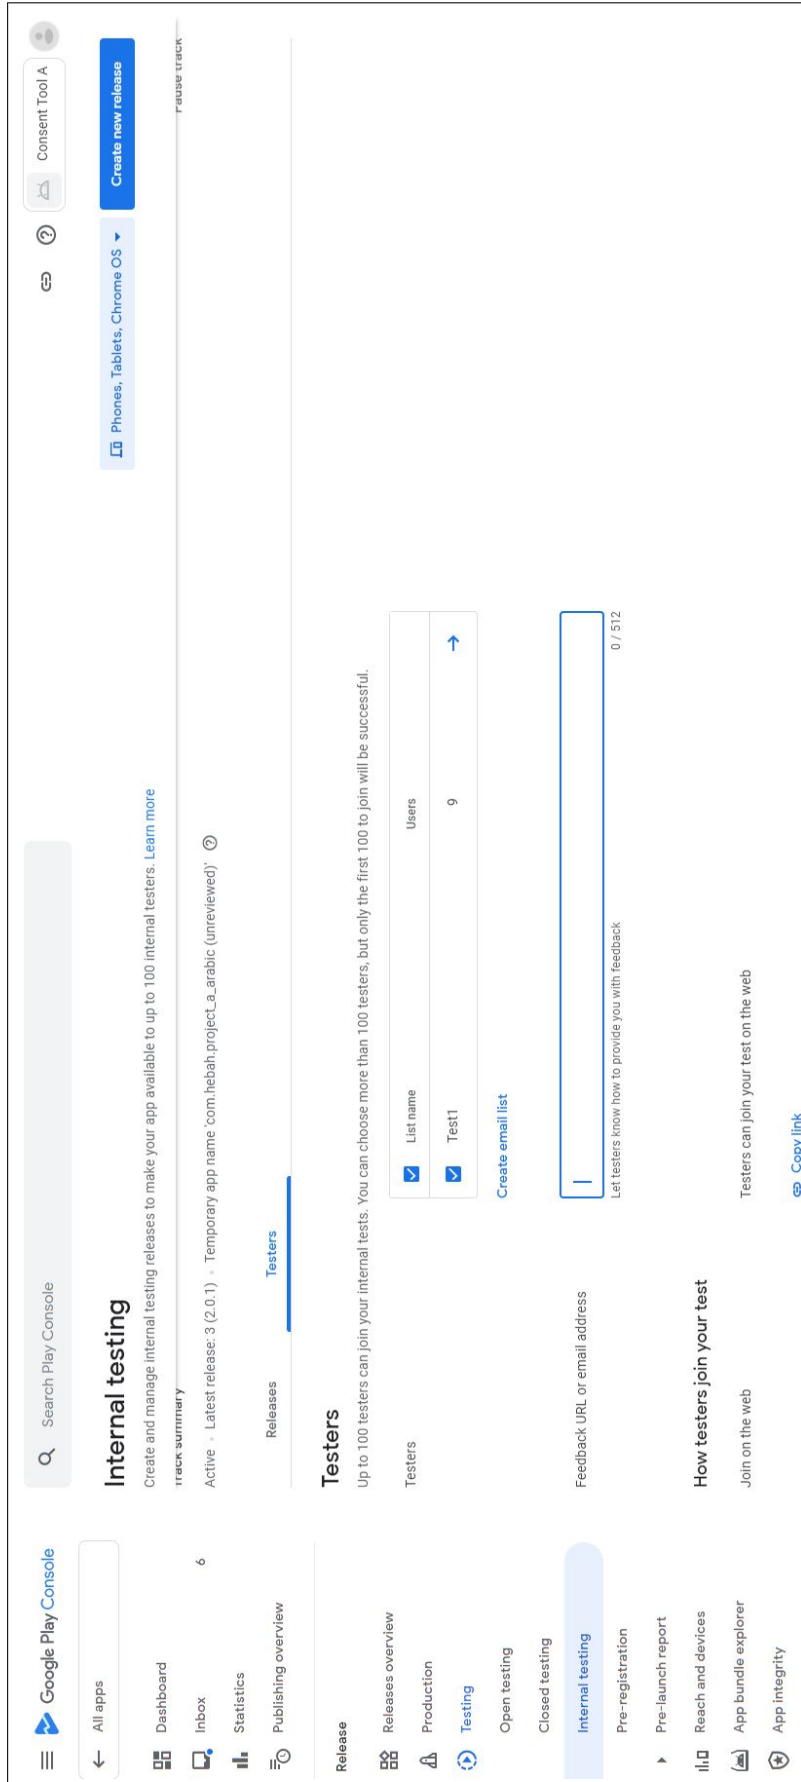 Google Play Console
Search Play Console
Consent Tool A
All apps
Dashboard
Inbox
6
Statistics
Publishing overview
Release
Releases overview
Production
Testing
Open testing
Closed testing
Internal testing
Pre-registration
Pre-launch report
Reach and devices
App bundle explorer
App integrity
Internal testing
Phones, Tablets, Chrome OS
Create new release
Create and manage internal testing releases to make your app available to up to 100 internal testers. Learn more
Track summary
Pause track
Active • Latest release: 3 (2.0.1) • Temporary app name 'com.hebah.project_a_arabic (unreviewed)'
Releases
Testers
Testers
Up to 100 testers can join your internal tests. You can choose more than 100 testers, but only the first 100 to join will be successful.
Testers
List name
Users
Test1
9
Create email list
Feedback URL or email address
Let testers know how to provide you with feedback
0 / 512
How testers join your test
Join on the web
Testers can join your test on the web
Copy link